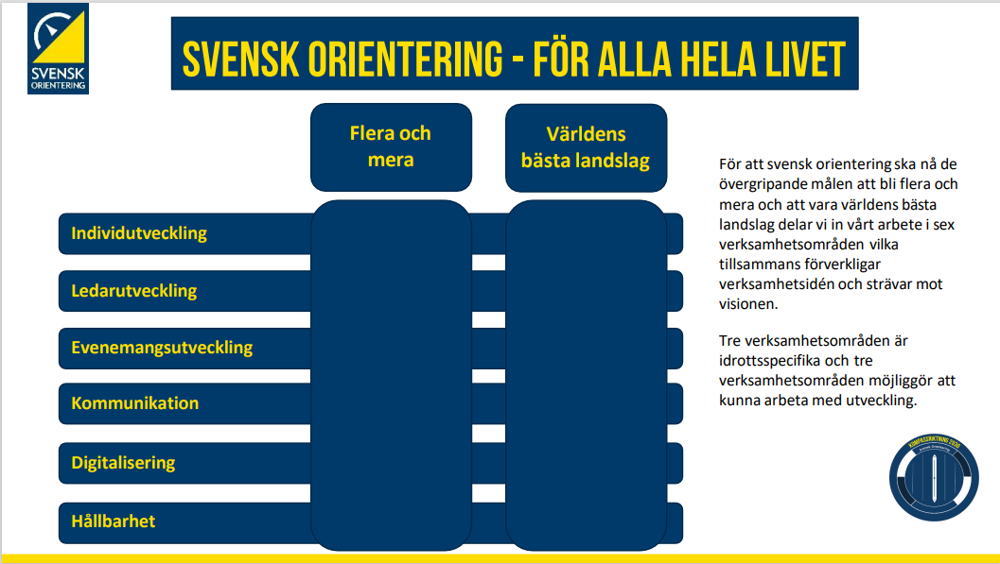 SVENSK
ORIENTERING
SVENSK ORIENTERING - FÖR ALLA HELA LIVET
Flera och
mera
Världens
bästa landslag
Individutveckling
Ledarutveckling
Evenemangsutveckling
Kommunikation
Digitalisering
Hållbarhet
För att svensk orientering ska nå de
övergripande målen att bli flera och
mera och att vara världens bästa
landslag delar vi in vårt arbete i sex
verksamhetsområden vilka
tillsammans förverkligar
verksamhetsidén och strävar mot
visionen.
Tre verksamhetsområden är
idrottsspecifika och tre
verksamhetsområden möjliggör att
kunna arbeta med utveckling.
KOMPASSRIKTNING 2030
Svensk Orientering